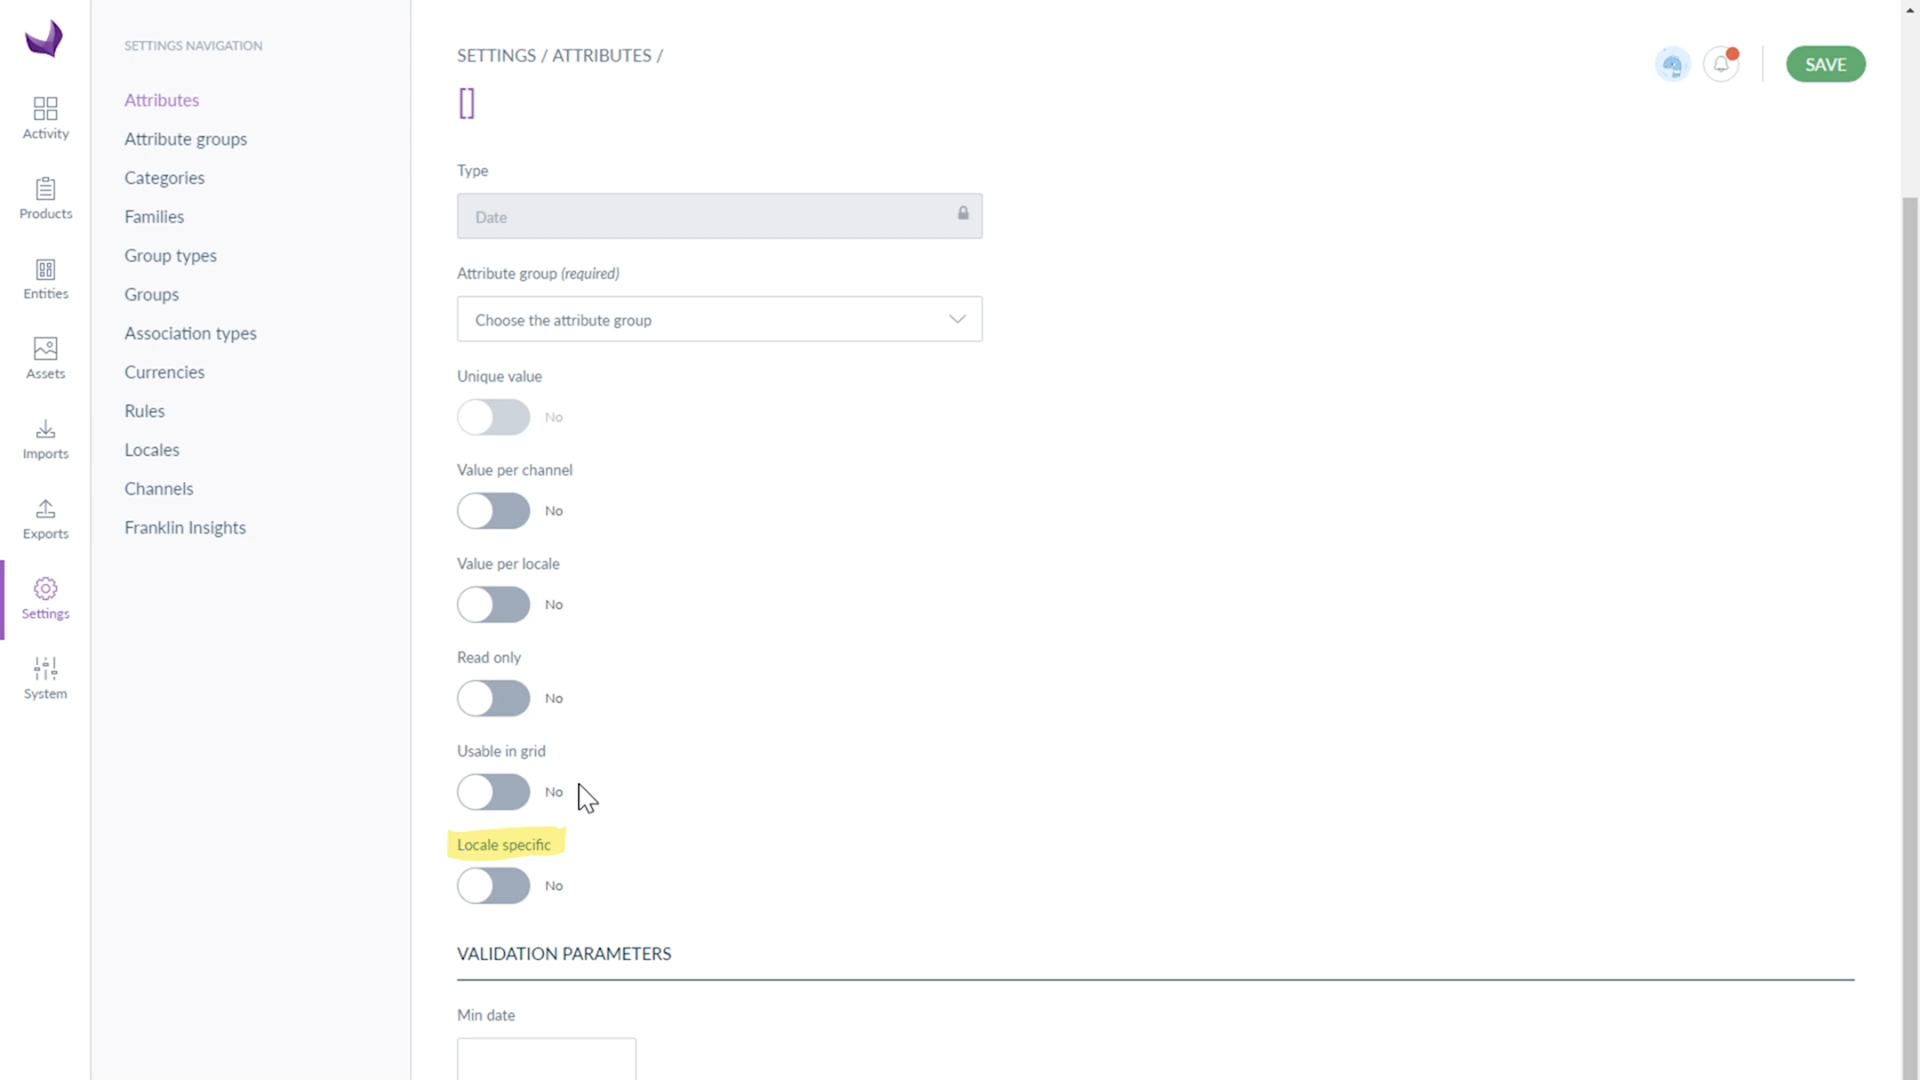 SETTINGS NAVIGATION
Attributes
Attribute groups
Categories
Families
Group types
Groups
Association types
Currencies
Rules
Locales
Channels
Franklin Insights
Activity
Products
Entities
Assets
Imports
Exports
Settings
System
SETTINGS / ATTRIBUTES /
[]
SAVE
Type
Date
Attribute group (required)
Choose the attribute group
Unique value
No
Value per channel
No
Value per locale
No
Read only
No
Usable in grid
No
Locale specific
No
VALIDATION PARAMETERS
Min date